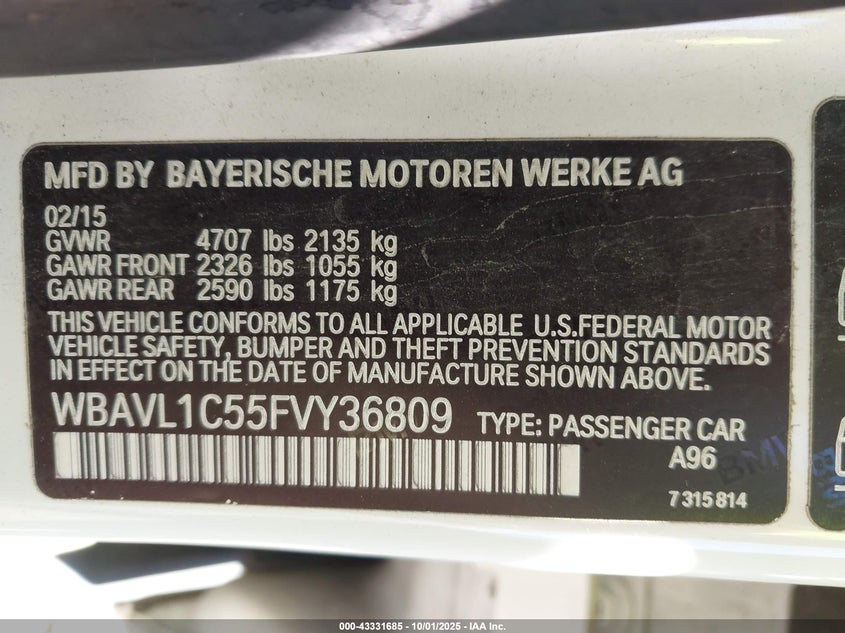 MFD BY BAYERISCHE MOTOREN WERKE AG
02/15
GVWR 4707 lbs 2135 kg
GAWR FRONT 2326 lbs 1055 kg
GAWR REAR 2590 lbs 1175 kg
THIS VEHICLE CONFORMS TO ALL APPLICABLE U.S.FEDERAL MOTOR
VEHICLE SAFETY, BUMPER AND THEFT PREVENTION STANDARDS
IN EFFECT ON THE DATE OF MANUFACTURE SHOWN ABOVE.
WBAVL1C55FVY36809 TYPE: PASSENGER CAR
A96
BMW
7 315 814
000-43331685 - 10/01/2025 - IAA Inc.